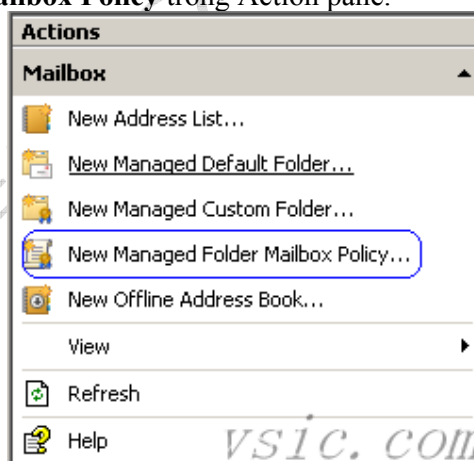 Mailbox Policy trong Action pane.
Actions
Mailbox
New Address List...
New Managed Default Folder...
New Managed Custom Folder...
New Managed Folder Mailbox Policy...
New Offline Address Book...
View
Refresh
Help
vsic. com